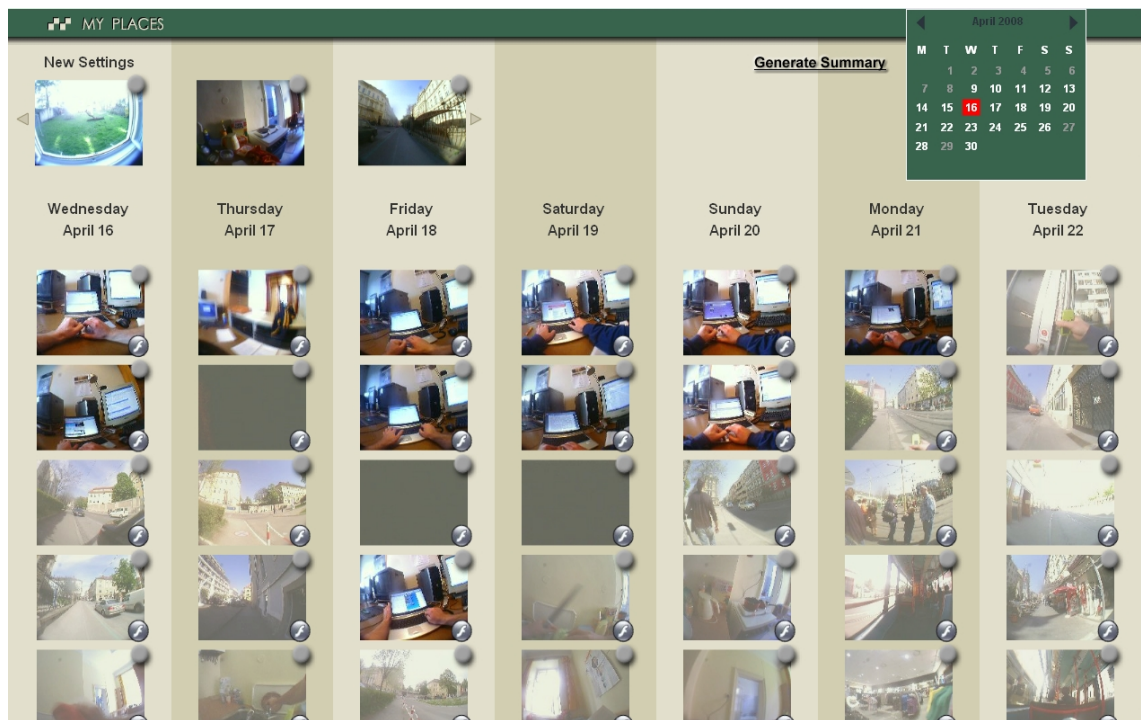 MY PLACES
New Settings
Generate Summary
April 2008
M T W T F S S
1 2 3 4 5 6
7 8 9 10 11 12 13
14 15 16 17 18 19 20
21 22 23 24 25 26 27
28 29 30
Wednesday Thursday Friday Saturday Sunday Monday Tuesday
April 16 April 17 April 18 April 19 April 20 April 21 April 22